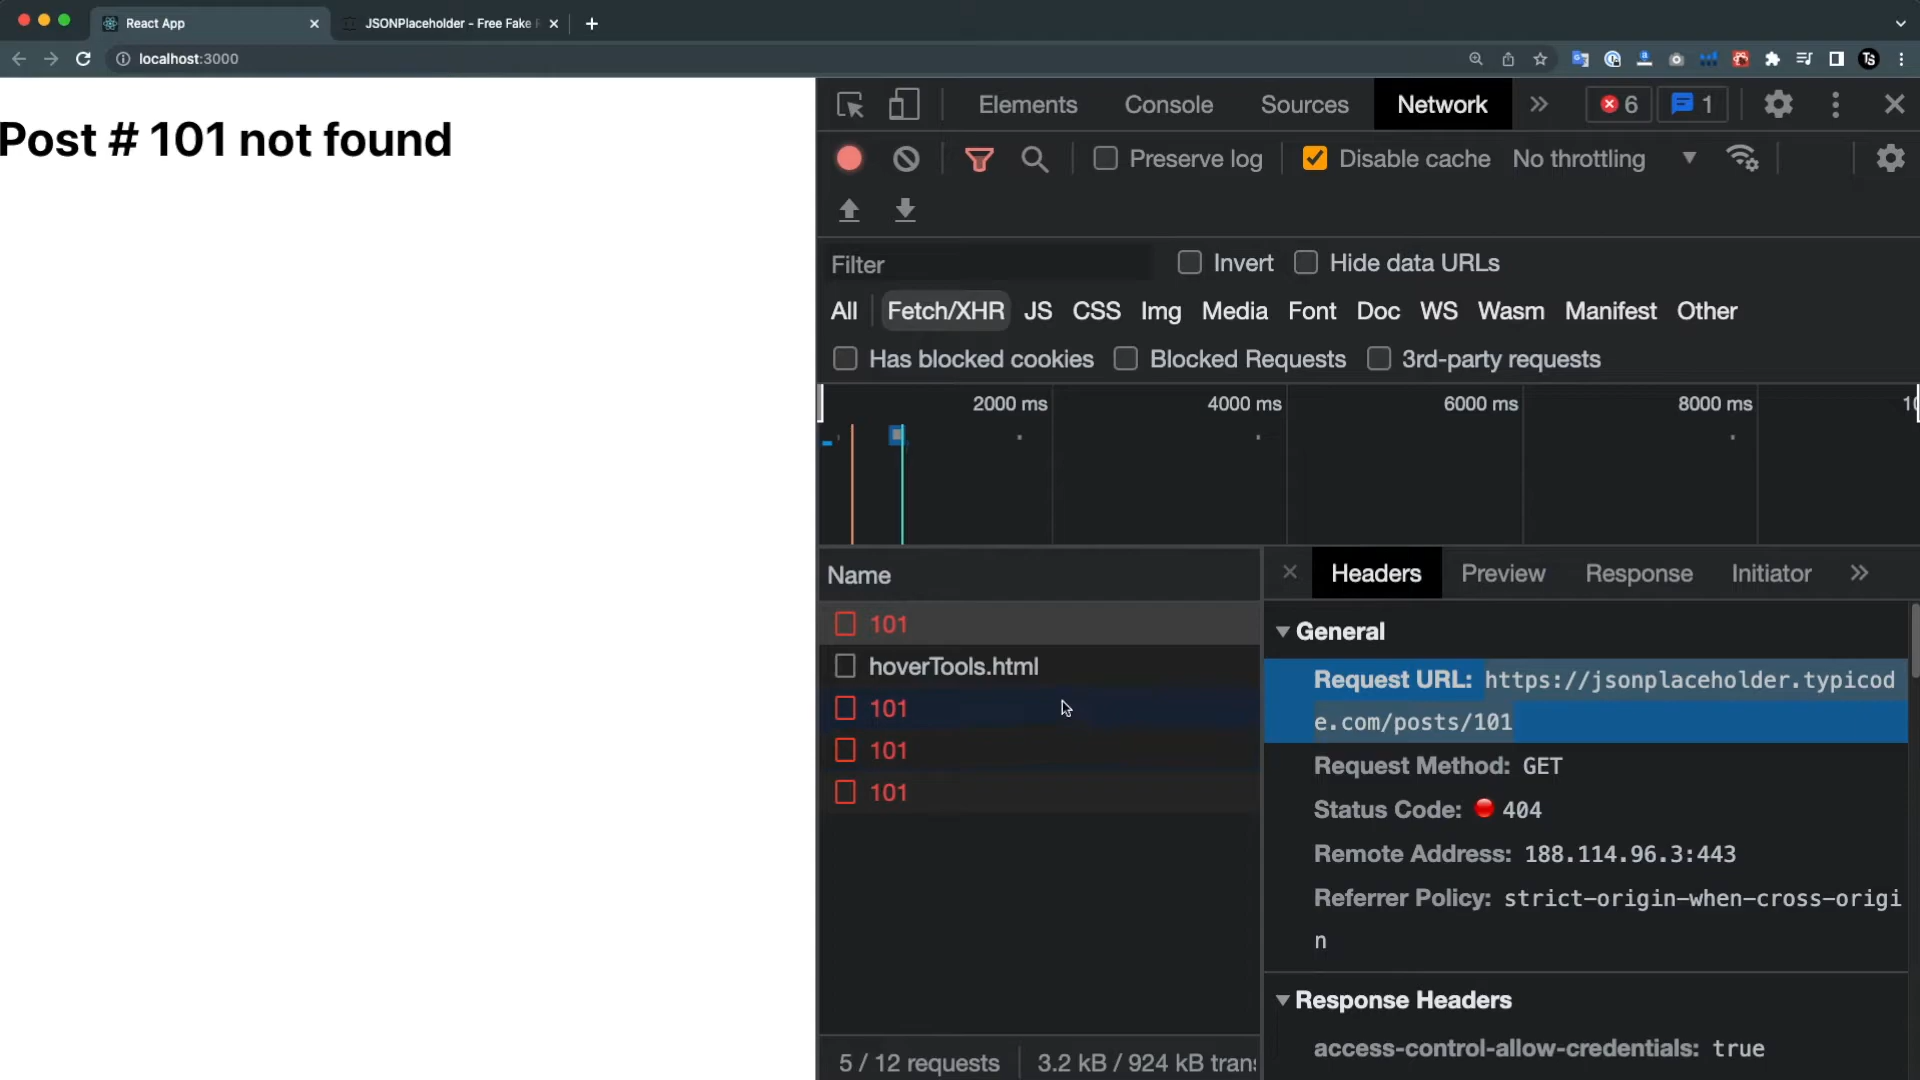 React App
JSONPlaceholder - Free Fake
localhost:3000
TS
Post # 101 not found
Elements Console Sources Network 6 1
Preserve log Disable cache No throttling
Filter Invert Hide data URLs
All Fetch/XHR JS CSS Img Media Font Doc WS Wasm Manifest Other
Has blocked cookies Blocked Requests 3rd-party requests
2000 ms 4000 ms 6000 ms 8000 ms
Name
101
hoverTools.html
101
101
101
5 / 12 requests 3.2 kB / 924 kB trans
Headers Preview Response Initiator
General
Request URL: https://jsonplaceholder.typicod
e.com/posts/101
Request Method: GET
Status Code: 404
Remote Address: 188.114.96.3:443
Referrer Policy: strict-origin-when-cross-origi
n
Response Headers
access-control-allow-credentials: true